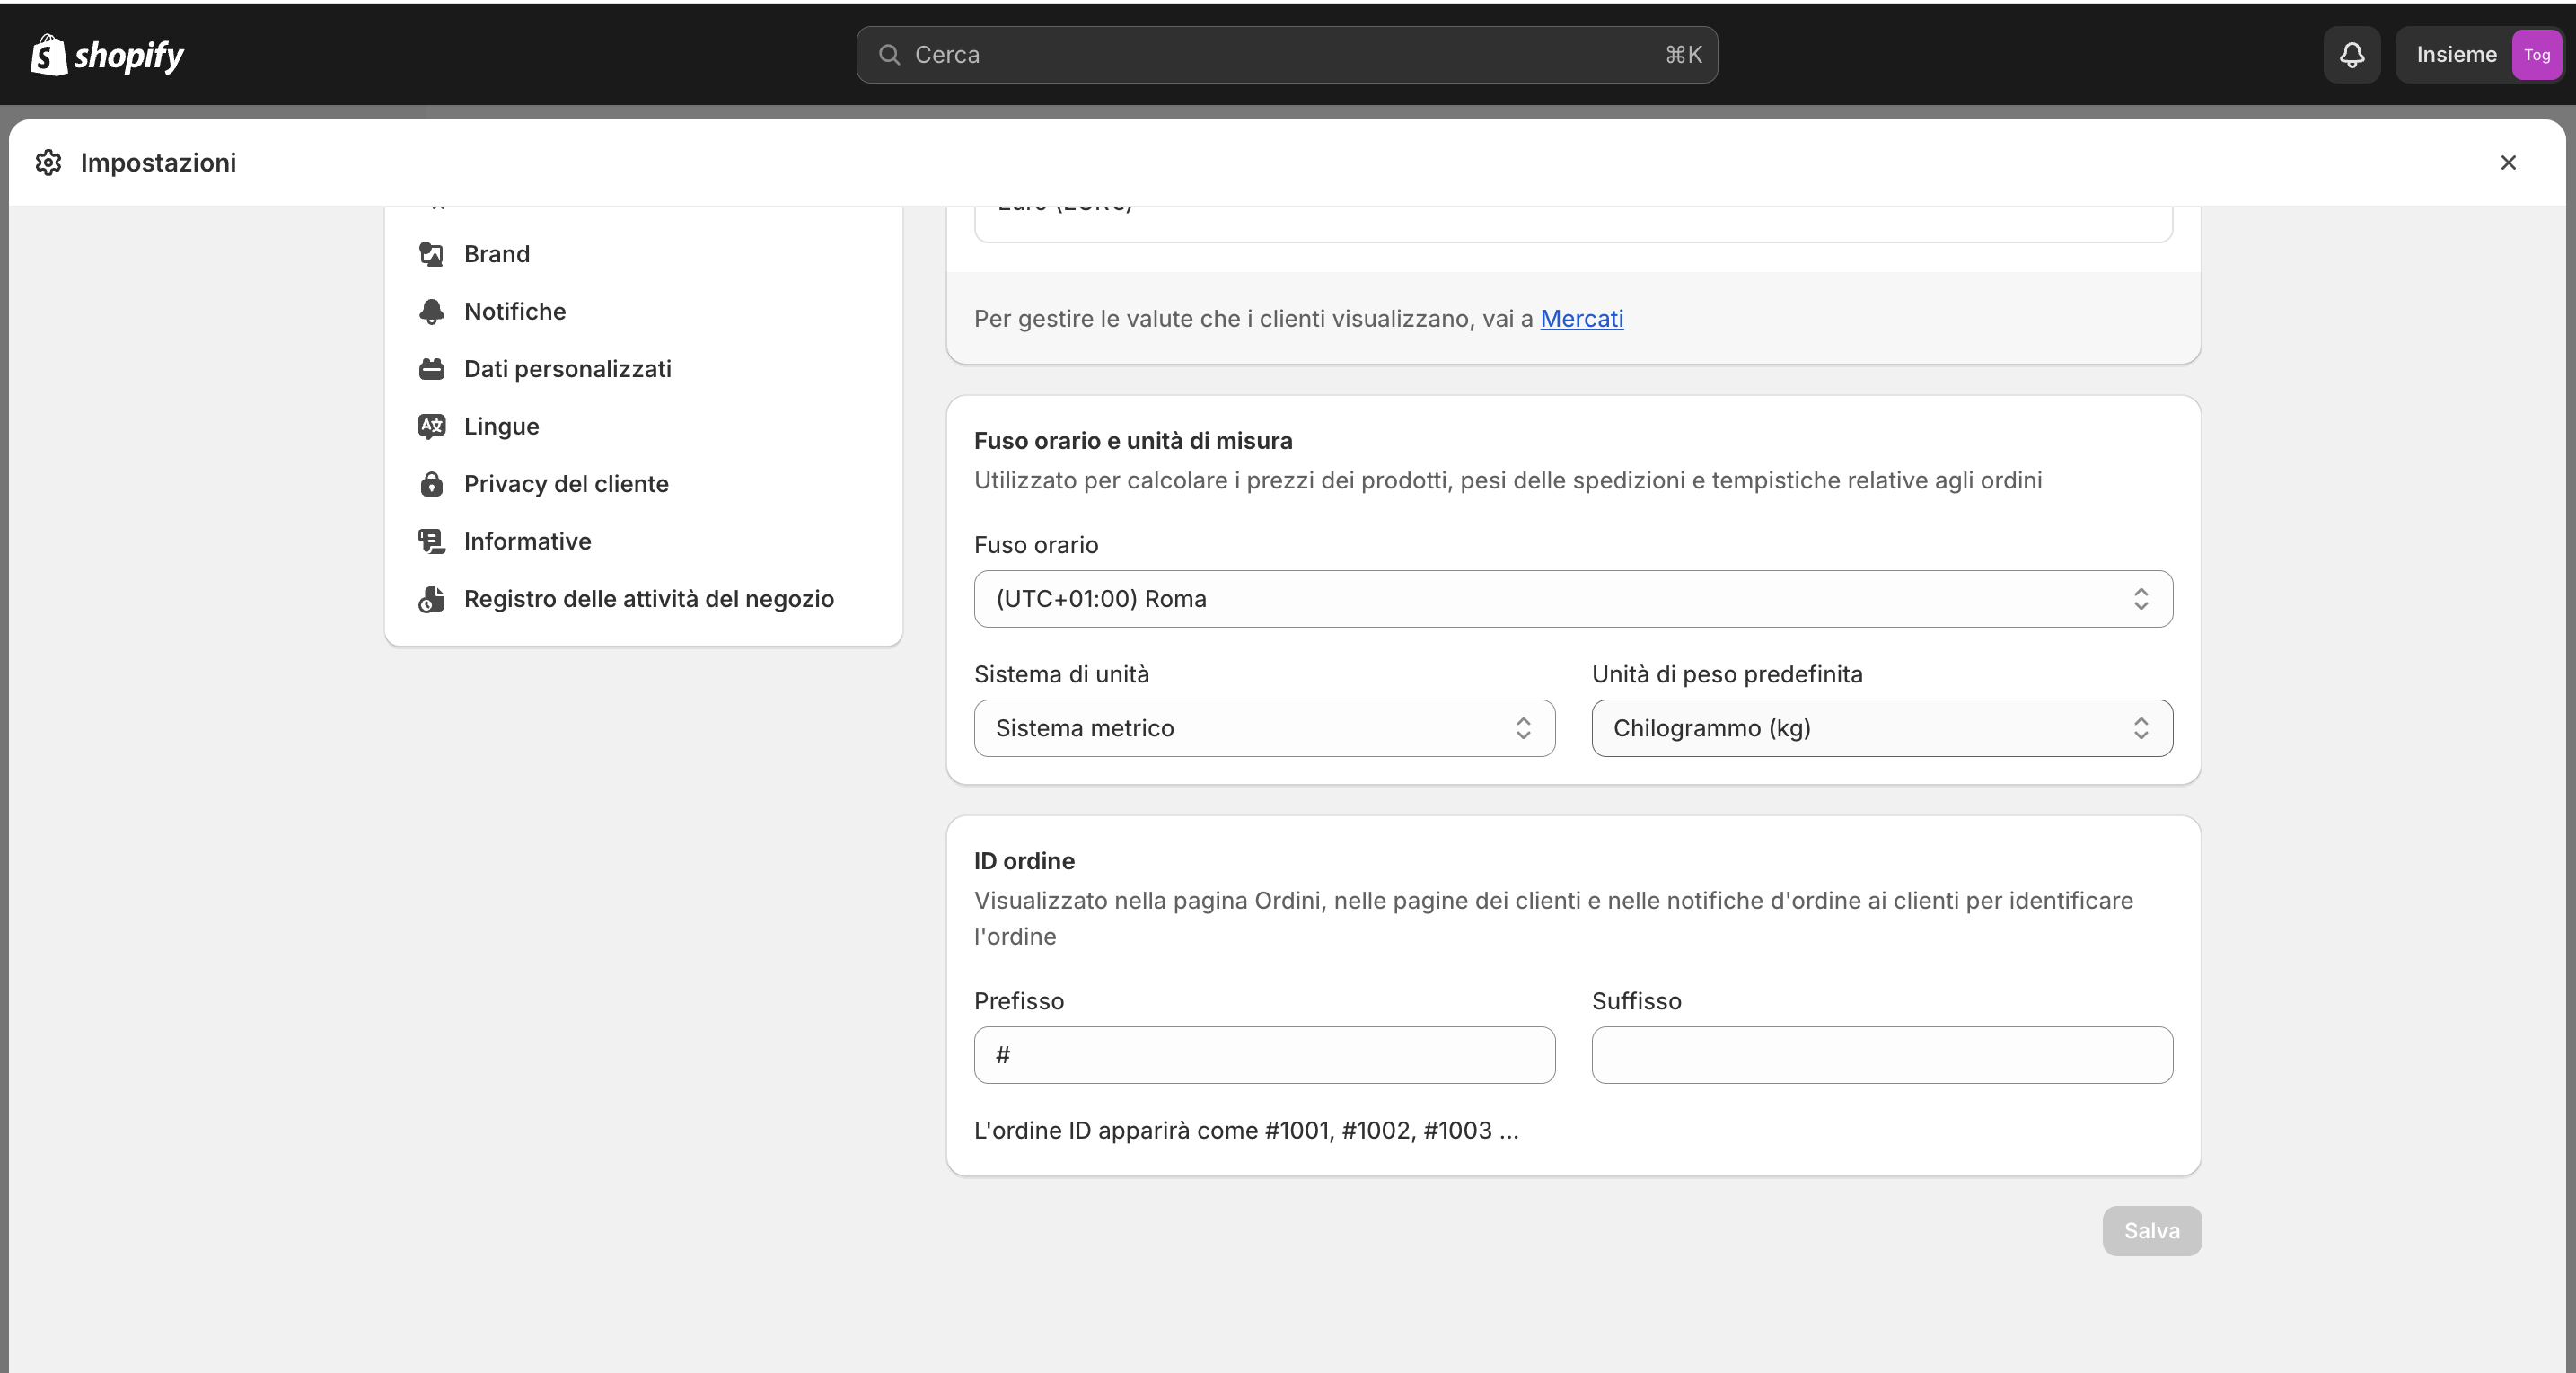 shopify
Cerca
⌘K
Insieme
Tog
Impostazioni
Brand
Notifiche
Dati personalizzati
Lingue
Privacy del cliente
Informative
Registro delle attività del negozio
Per gestire le valute che i clienti visualizzano, vai a Mercati
Fuso orario e unità di misura
Utilizzato per calcolare i prezzi dei prodotti, pesi delle spedizioni e tempistiche relative agli ordini
Fuso orario
(UTC+01:00) Roma
Sistema di unità
Unità di peso predefinita
Sistema metrico
Chilogrammo (kg)
ID ordine
Visualizzato nella pagina Ordini, nelle pagine dei clienti e nelle notifiche d'ordine ai clienti per identificare
l'ordine
Prefisso
Suffisso
#
L'ordine ID apparirà come #1001, #1002, #1003 ...
Salva